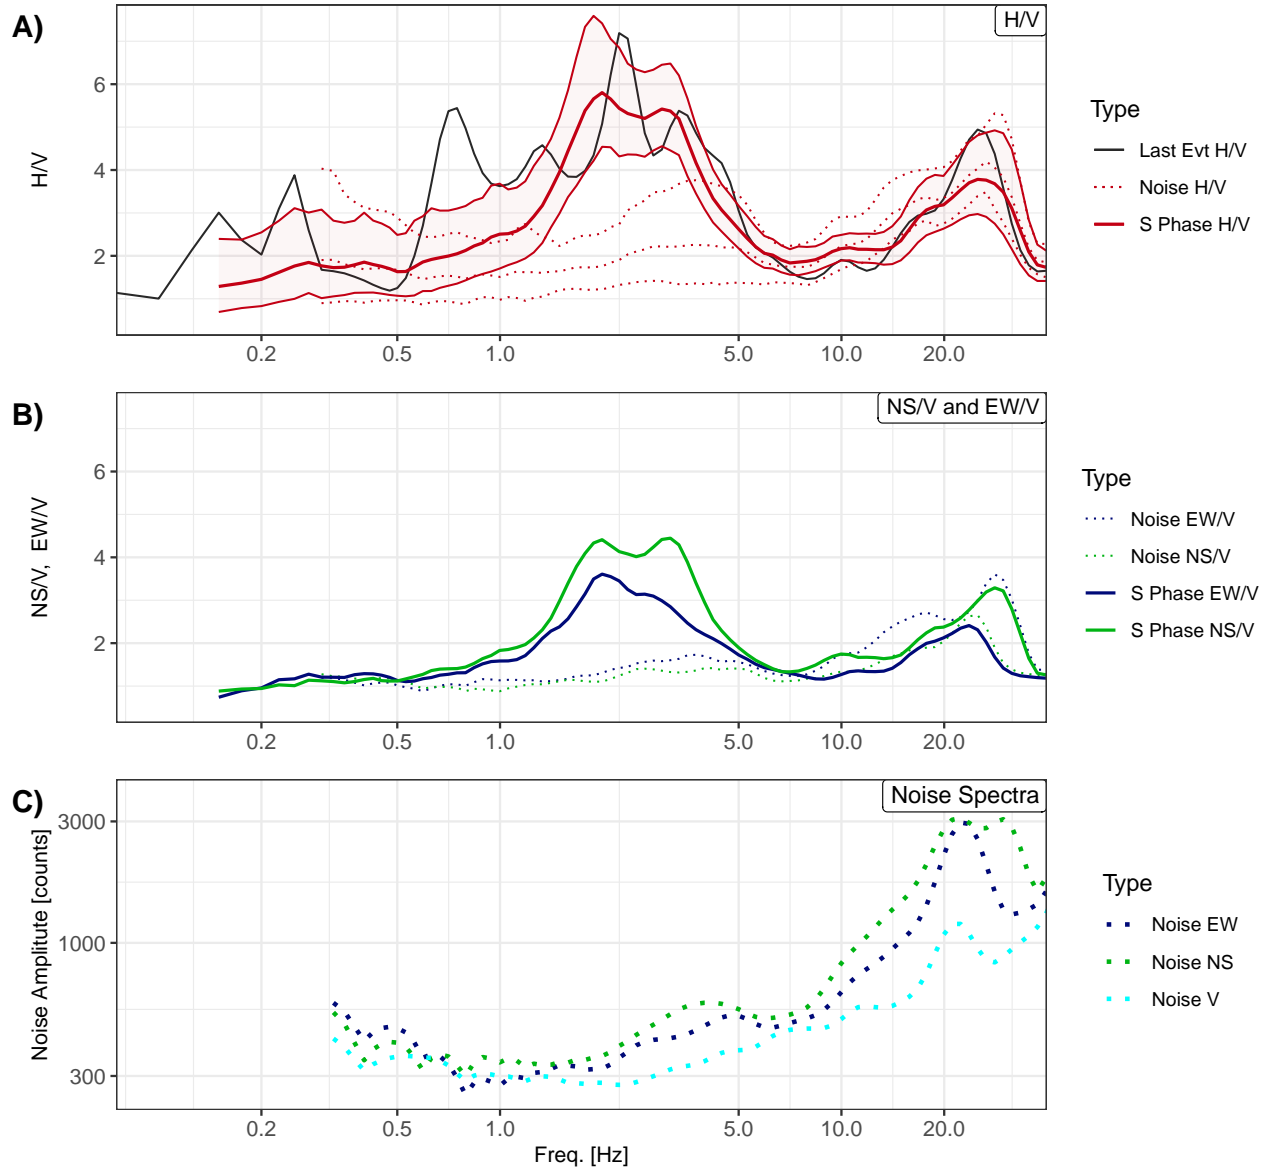 A)
H/V
6
4
2
H/V
0.2 0.5 1.0 5.0 10.0 20.0
Type
Last Evt H/V
Noise H/V
S Phase H/V
B)
NS/V and EW/V
6
4
2
NS/V, EW/V
0.2 0.5 1.0 5.0 10.0 20.0
Type
Noise EW/V
Noise NS/V
S Phase EW/V
S Phase NS/V
C)
Noise Spectra
3000
1000
300
Noise Amplitute [counts]
0.2 0.5 1.0 5.0 10.0 20.0
Freq. [Hz]
Type
Noise EW
Noise NS
Noise V